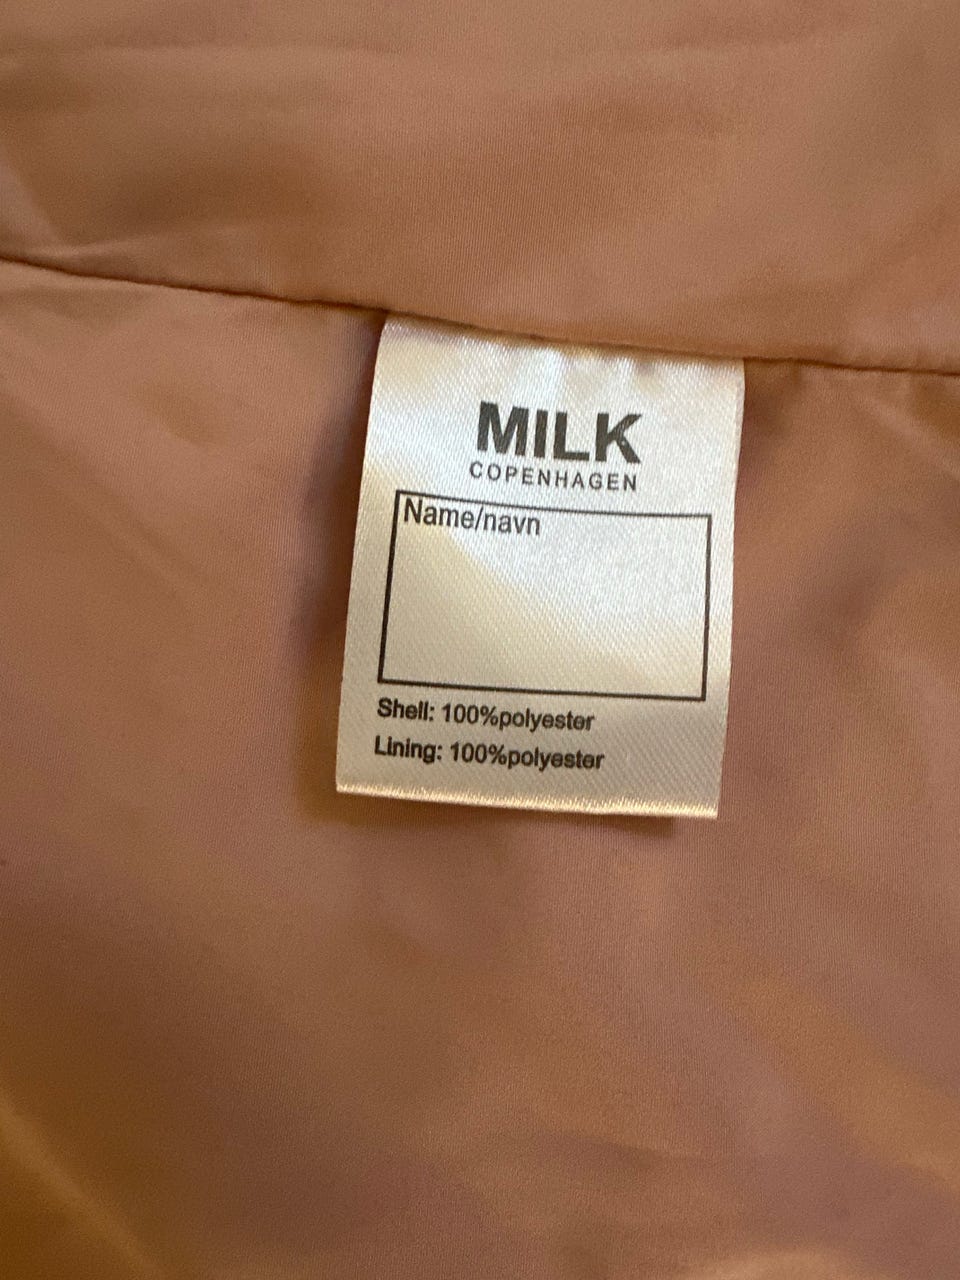 MILK
COPENHAGEN
Name/navn
Shell: 100%polyester
Lining: 100%polyester